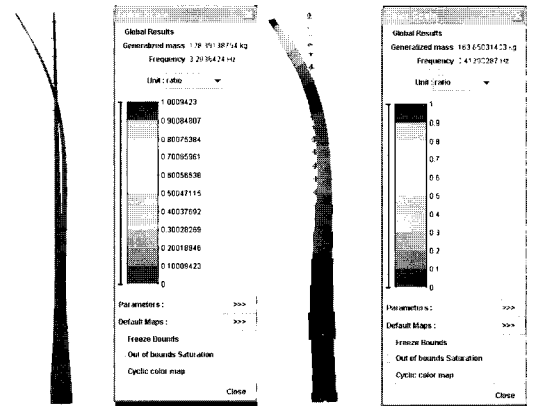 Global Results
Generalized mass
Frequency Hz
Unit : ratio
1.0009423
0.90084807
0.80075384
0.70065961
0.60056538
0.50047115
0.40037692
0.30028269
0.20018846
0.10009423
0
Parameters : >>>
Default Maps : >>>
Freeze Bounds
Out of bounds Saturation
Cyclic color map
Close
Global Results
Generalized mass
Frequency Hz
Unit : ratio
1
0.9
0.8
0.7
0.6
0.5
0.4
0.3
0.2
0.1
0
Parameters : >>>
Default Maps : >>>
Freeze Bounds
Out of bounds Saturation
Cyclic color map
Close